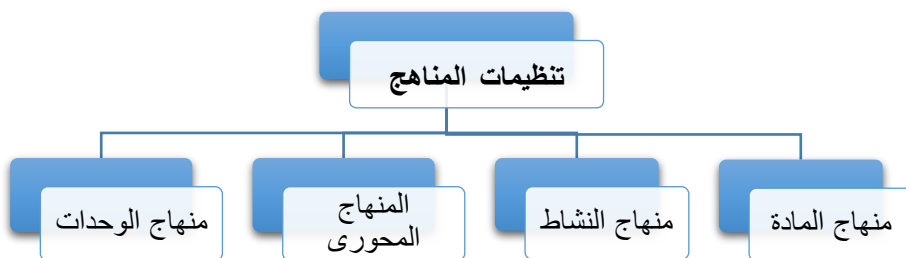 تنظيمات المناهج
منهاج المادة
منهاج النشاط
المنهاج
المحورى
منهاج الوحدات